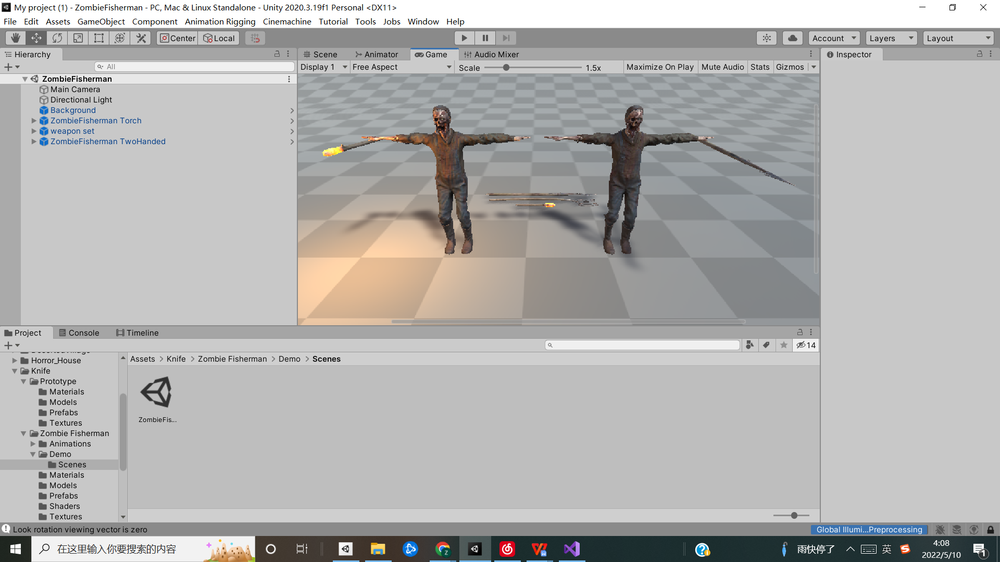 My project (1) - ZombieFisherman - PC, Mac & Linux Standalone - Unity 2020.3.19f1 Personal <DX11>
File Edit Assets GameObject Component Animation Rigging Cinemachine Tutorial Tools Jobs Window Help
Center Local Account Layers Layout
Hierarchy
All
ZombieFisherman
Main Camera
Directional Light
Background
ZombieFisherman Torch
weapon set
ZombieFisherman TwoHanded
Scene Animator Game Audio Mixer
Display 1 Free Aspect Scale 1.5x Maximize On Play Mute Audio Stats Gizmos
Inspector
Project Console Timeline
14
Horror_House
Knife
Prototype
Materials
Models
Prefabs
Textures
Zombie Fisherman
Animations
Demo
Scenes
Materials
Models
Prefabs
Shaders
Textures
Assets > Knife > Zombie Fisherman > Demo > Scenes
ZombieFis...
Look rotation viewing vector is zero
Global Illumi...Preprocessing
在这里输入你要搜索的内容
雨快停了
英
4:08
2022/5/10
1